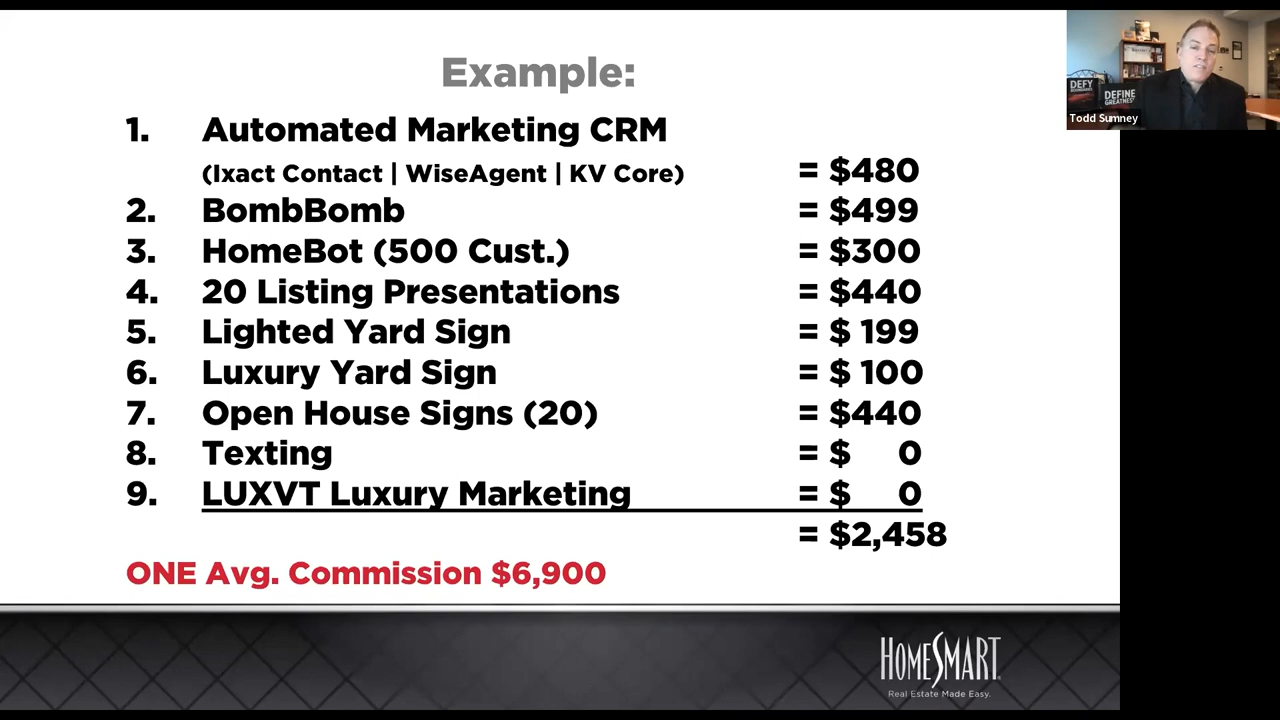 Example:
1. Automated Marketing CRM
(Ixact Contact | WiseAgent | KV Core) = $480
2. BombBomb = $499
3. HomeBot (500 Cust.) = $300
4. 20 Listing Presentations = $440
5. Lighted Yard Sign = $ 199
6. Luxury Yard Sign = $ 100
7. Open House Signs (20) = $440
8. Texting = $ 0
9. LUXVT Luxury Marketing = $ 0
= $2,458
ONE Avg. Commission $6,900
HOMESMART
Real Estate Made Easy.
DEFY
DEFINE
GREATNESS
Todd Sumney